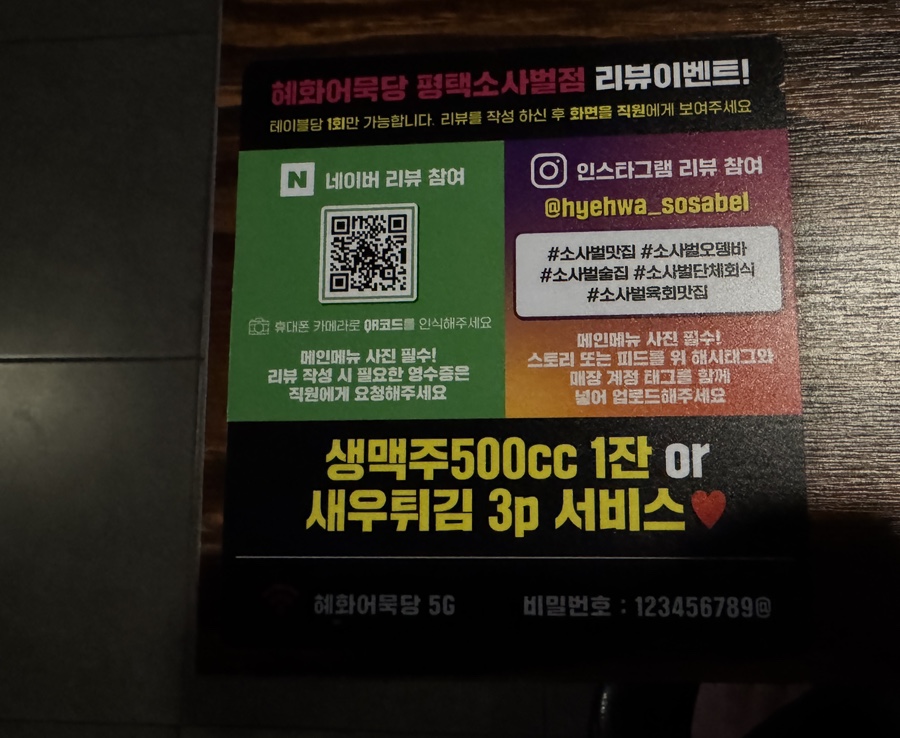 혜화어묵당 평택소사벌점 리뷰이벤트!
테이블당 1회만 가능합니다. 리뷰를 작성 하신 후 화면을 직원에게 보여주세요
N 네이버 리뷰 참여
휴대폰 카메라로 QR코드를 인식해주세요
메인메뉴 사진 필수!
리뷰 작성 시 필요한 영수증은
직원에게 요청해주세요
인스타그램 리뷰 참여
@hyehwa_sosabel
#소사벌맛집 #소사벌오뎅바
#소사벌술집 #소사벌단체회식
#소사벌육회맛집
메인메뉴 사진 필수!
스토리 또는 피드를 위 해시태그와
매장 계정 태그를 함께
넣어 업로드해주세요
생맥주500cc 1잔 or
새우튀김 3p 서비스
혜화어묵당 5G 비밀번호 : 123456789@